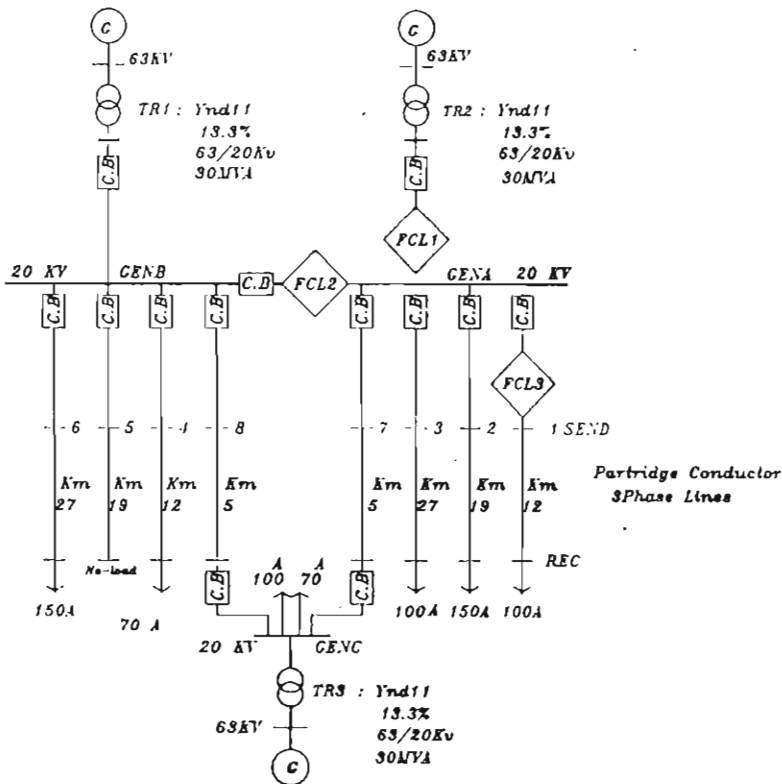 G
G
63KV
63KV
TR1 : Ynd11
13.3%
63/20Kv
30MVA
TR2 : Ynd11
13.3%
63/20Kv
30MVA
C.B
C.B
FCL1
20 KV
GENB
C.B
FCL2
GENA
20 KV
C.B
C.B
C.B
C.B
C.B
C.B
C.B
C.B
FCL3
6
5
4
8
7
3
2
1 SEND
Km
27
Km
19
Km
12
Km
5
Km
5
Km
27
Km
19
Km
12
Partridge Conductor
3Phase Lines
No-load
REC
150A
70 A
C.B
A
100
A
70
C.B
100A
150A
100A
20 KV
GENC
TR3 : Ynd11
13.3%
63/20Kv
30MVA
63KV
G